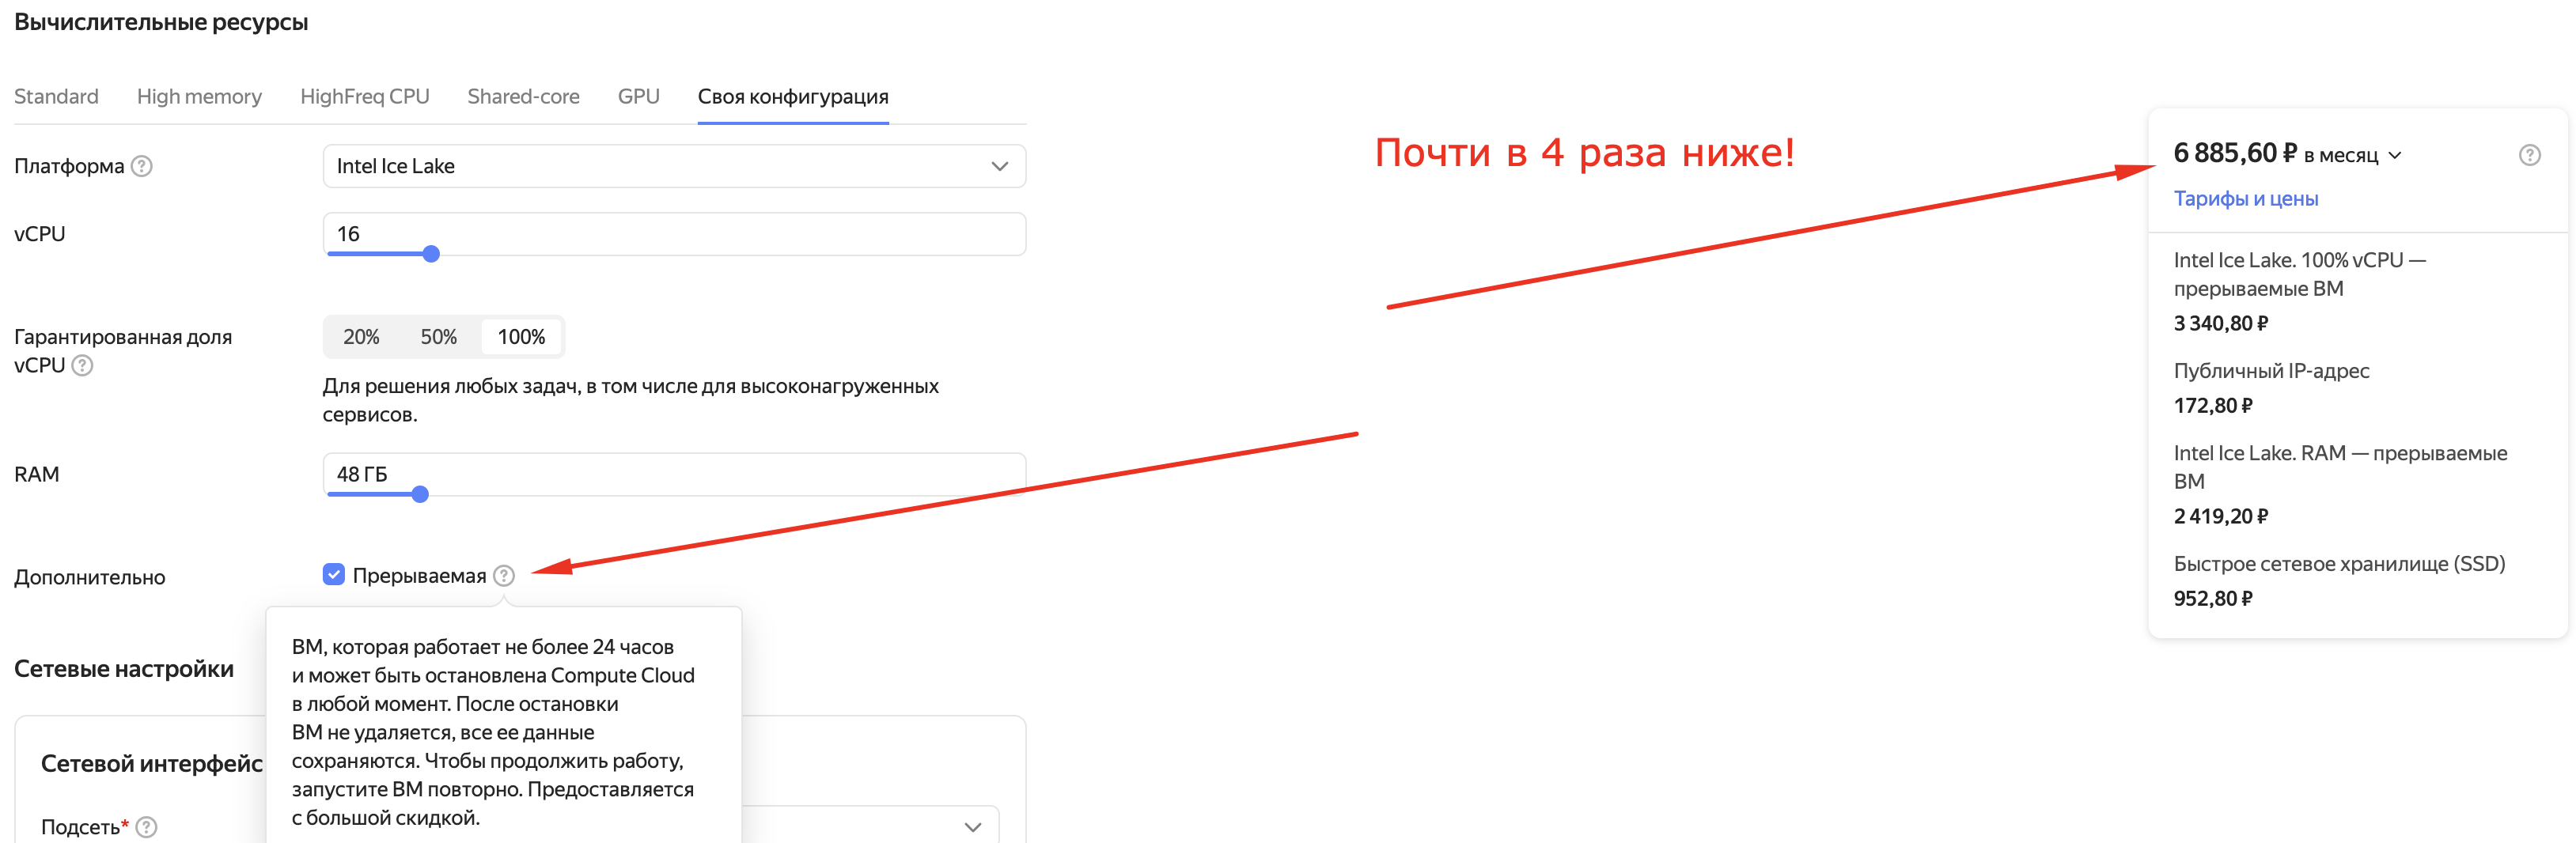 Вычислительные ресурсы
Standard High memory HighFreq CPU Shared-core GPU Своя конфигурация
Платформа ? Intel Ice Lake
vCPU 16
Гарантированная доля
vCPU ?
20% 50% 100%
Для решения любых задач, в том числе для высоконагруженных
сервисов.
RAM 48 ГБ
Дополнительно Прерываемая ?
ВМ, которая работает не более 24 часов
и может быть остановлена Compute Cloud
в любой момент. После остановки
ВМ не удаляется, все ее данные
сохраняются. Чтобы продолжить работу,
запустите ВМ повторно. Предоставляется
с большой скидкой.
Сетевые настройки
Сетевой интерфейс
Подсеть* ?
Почти в 4 раза ниже!
6 885,60 ₽ в месяц ?
Тарифы и цены
Intel Ice Lake. 100% vCPU —
прерываемые ВМ
3 340,80 ₽
Публичный IP-адрес
172,80 ₽
Intel Ice Lake. RAM — прерываемые
ВМ
2 419,20 ₽
Быстрое сетевое хранилище (SSD)
952,80 ₽